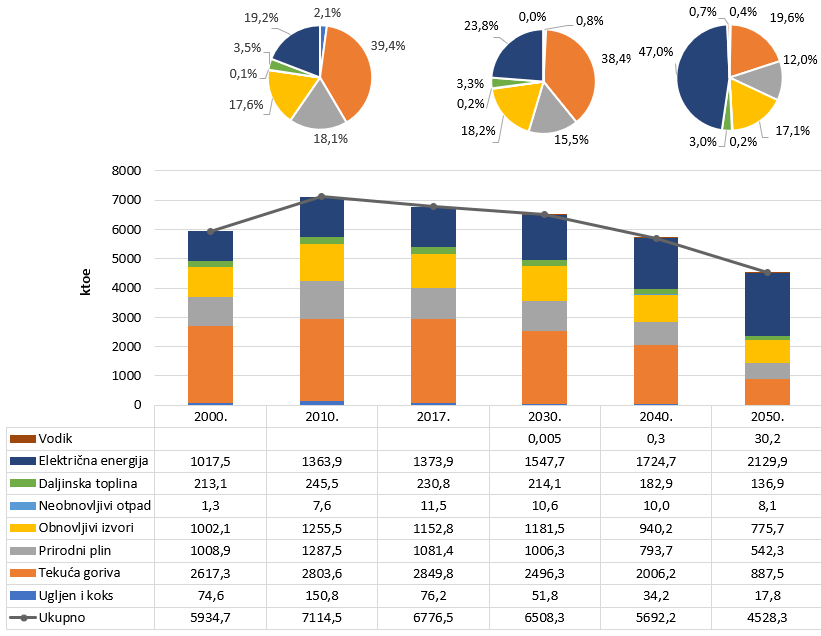 19,2%
2,1%
39,4%
3,5%
0,1%
17,6%
18,1%
23,8%
0,0%
0,8%
38,4%
3,3%
0,2%
18,2%
15,5%
0,7%
0,4%
19,6%
47,0%
12,0%
17,1%
3,0%
0,2%
8000
7000
6000
5000
4000
3000
2000
1000
0
ktoe
2000. 2010. 2017. 2030. 2040. 2050.
Vodik 0,005 0,3 30,2
Električna energija 1017,5 1363,9 1373,9 1547,7 1724,7 2129,9
Daljinska toplina 213,1 245,5 230,8 214,1 182,9 136,9
Neobnovljivi otpad 1,3 7,6 11,5 10,6 10,0 8,1
Obnovljivi izvori 1002,1 1255,5 1152,8 1181,5 940,2 775,7
Prirodni plin 1008,9 1287,5 1081,4 1006,3 793,7 542,3
Tekuća goriva 2617,3 2803,6 2849,8 2496,3 2006,2 887,5
Ugljen i koks 74,6 150,8 76,2 51,8 34,2 17,8
Ukupno 5934,7 7114,5 6776,5 6508,3 5692,2 4528,3